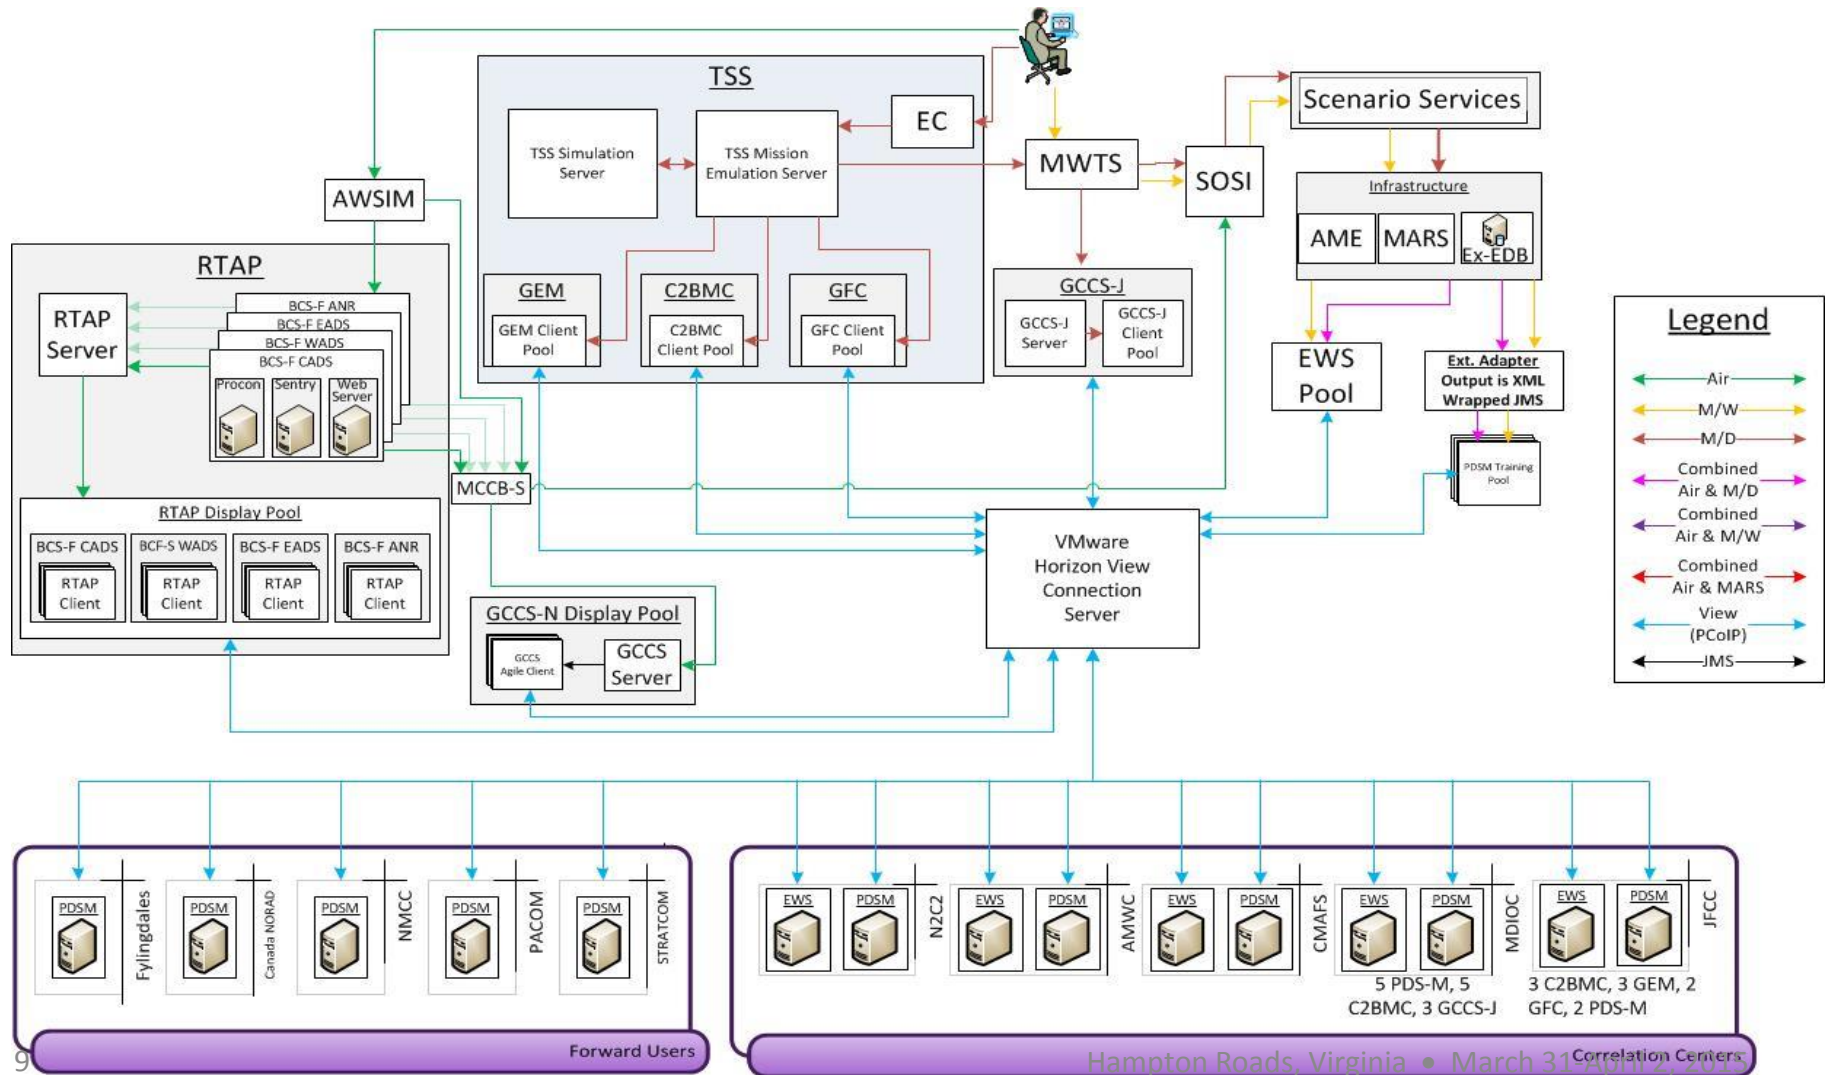 TSS
TSS Simulation
Server
TSS Mission
Emulation Server
EC
MWTS
SOSI
Scenario Services
Infrastructure
AME
MARS
Ex-EDB
AWSIM
RTAP
RTAP
Server
BCS-F ANR
BCS-F EADS
BCS-F WADS
BCS-F CADS
Procon
Sentry
Web
Server
GEM
GEM Client
Pool
C2BMC
C2BMC
Client Pool
GFC
GFC Client
Pool
GCCS-J
GCCS-J
Server
GCCS-J
Client
Pool
EWS
Pool
Ext. Adapter
Output is XML
Wrapped JMS
PDSM Training
Pool
MCCB-S
RTAP Display Pool
BCS-F CADS
RTAP
Client
BCF-S WADS
RTAP
Client
BCS-F EADS
RTAP
Client
BCS-F ANR
RTAP
Client
VMware
Horizon View
Connection
Server
GCCS-N Display Pool
GCCS
Agile Client
GCCS
Server
Legend
Air
M/W
M/D
Combined
Air & M/D
Combined
Air & M/W
Combined
Air & MARS
View
(PCoIP)
JMS
PDSM
Fylingdales
PDSM
Canada NORAD
PDSM
NMCC
PDSM
PACOM
PDSM
STRATCOM
Forward Users
EWS
PDSM
N2C2
EWS
PDSM
AMWC
EWS
PDSM
CMAFS
EWS
PDSM
MDIOC
5 PDS-M, 5
C2BMC, 3 GCCS-J
EWS
PDSM
JFCC
3 C2BMC, 3 GEM, 2
GFC, 2 PDS-M
Correlation Centers
9
Hampton Roads, Virginia • March 31-April 2, 2015